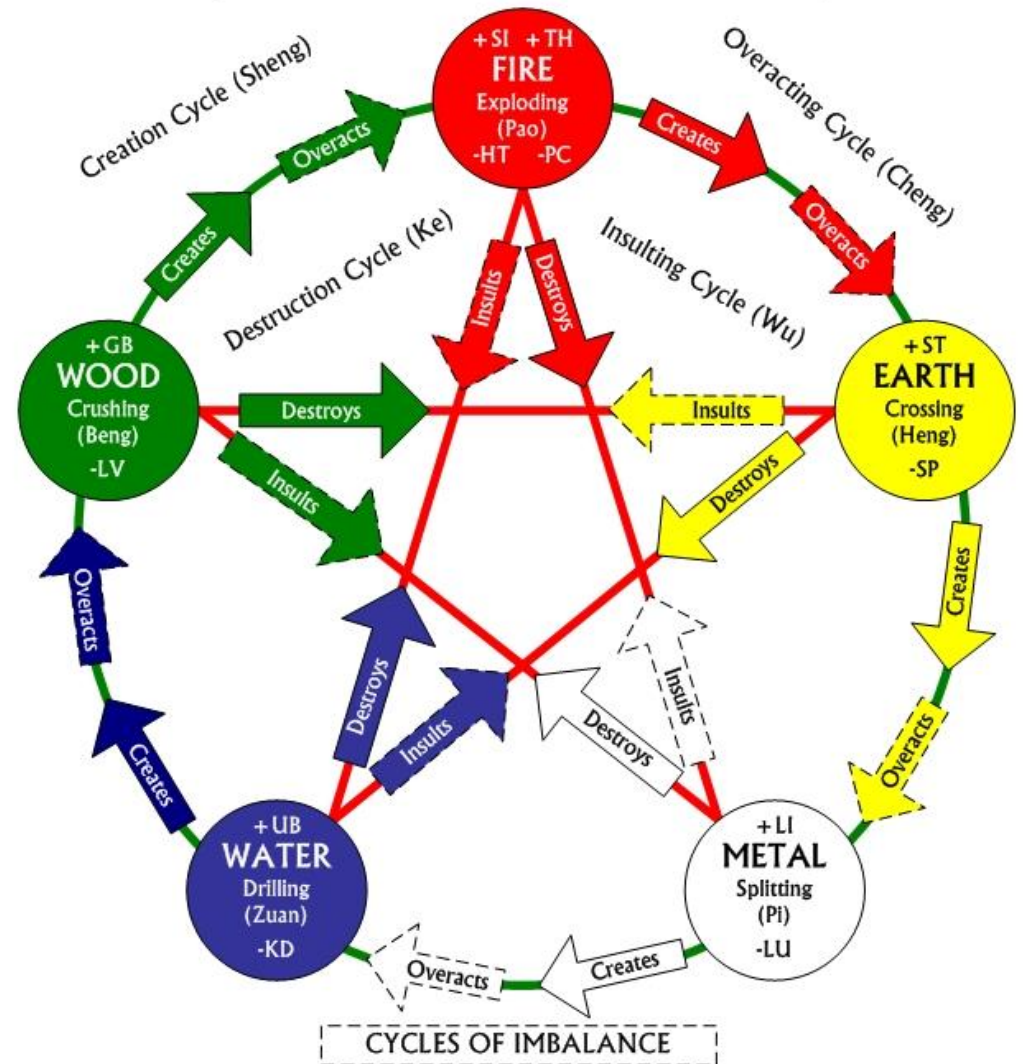 Creation Cycle (Sheng)
Overacting Cycle (Cheng)
Destruction Cycle (Ke)
Insulting Cycle (Wu)
+SI +TH
FIRE
Exploding
(Pao)
-HT -PC
Creates
Overacts
Insults
Destroys
+ST
EARTH
Crossing
(Heng)
-SP
Creates
Overacts
Insults
Destroys
+LI
METAL
Splitting
(Pi)
-LU
Creates
Overacts
Insults
Destroys
+UB
WATER
Drilling
(Zuan)
-KD
Creates
Overacts
Destroys
Insults
+GB
WOOD
Crushing
(Beng)
-LV
Creates
Overacts
Destroys
Insults
CYCLES OF IMBALANCE